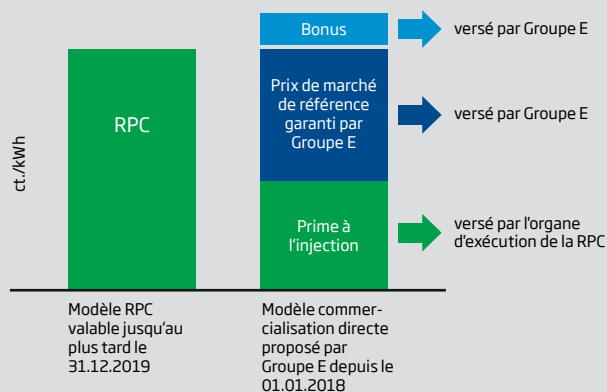 Bonus
versé par Groupe E
RPC
Prix de marché
de référence
garanti par
Groupe E
versé par Groupe E
ct./kWh
Prime à
l'injection
versé par l'organe
d'exécution de la RPC
Modèle RPC
valable jusqu'au
plus tard le
31.12.2019
Modèle commer-
cialisation directe
proposé par
Groupe E depuis le
01.01.2018